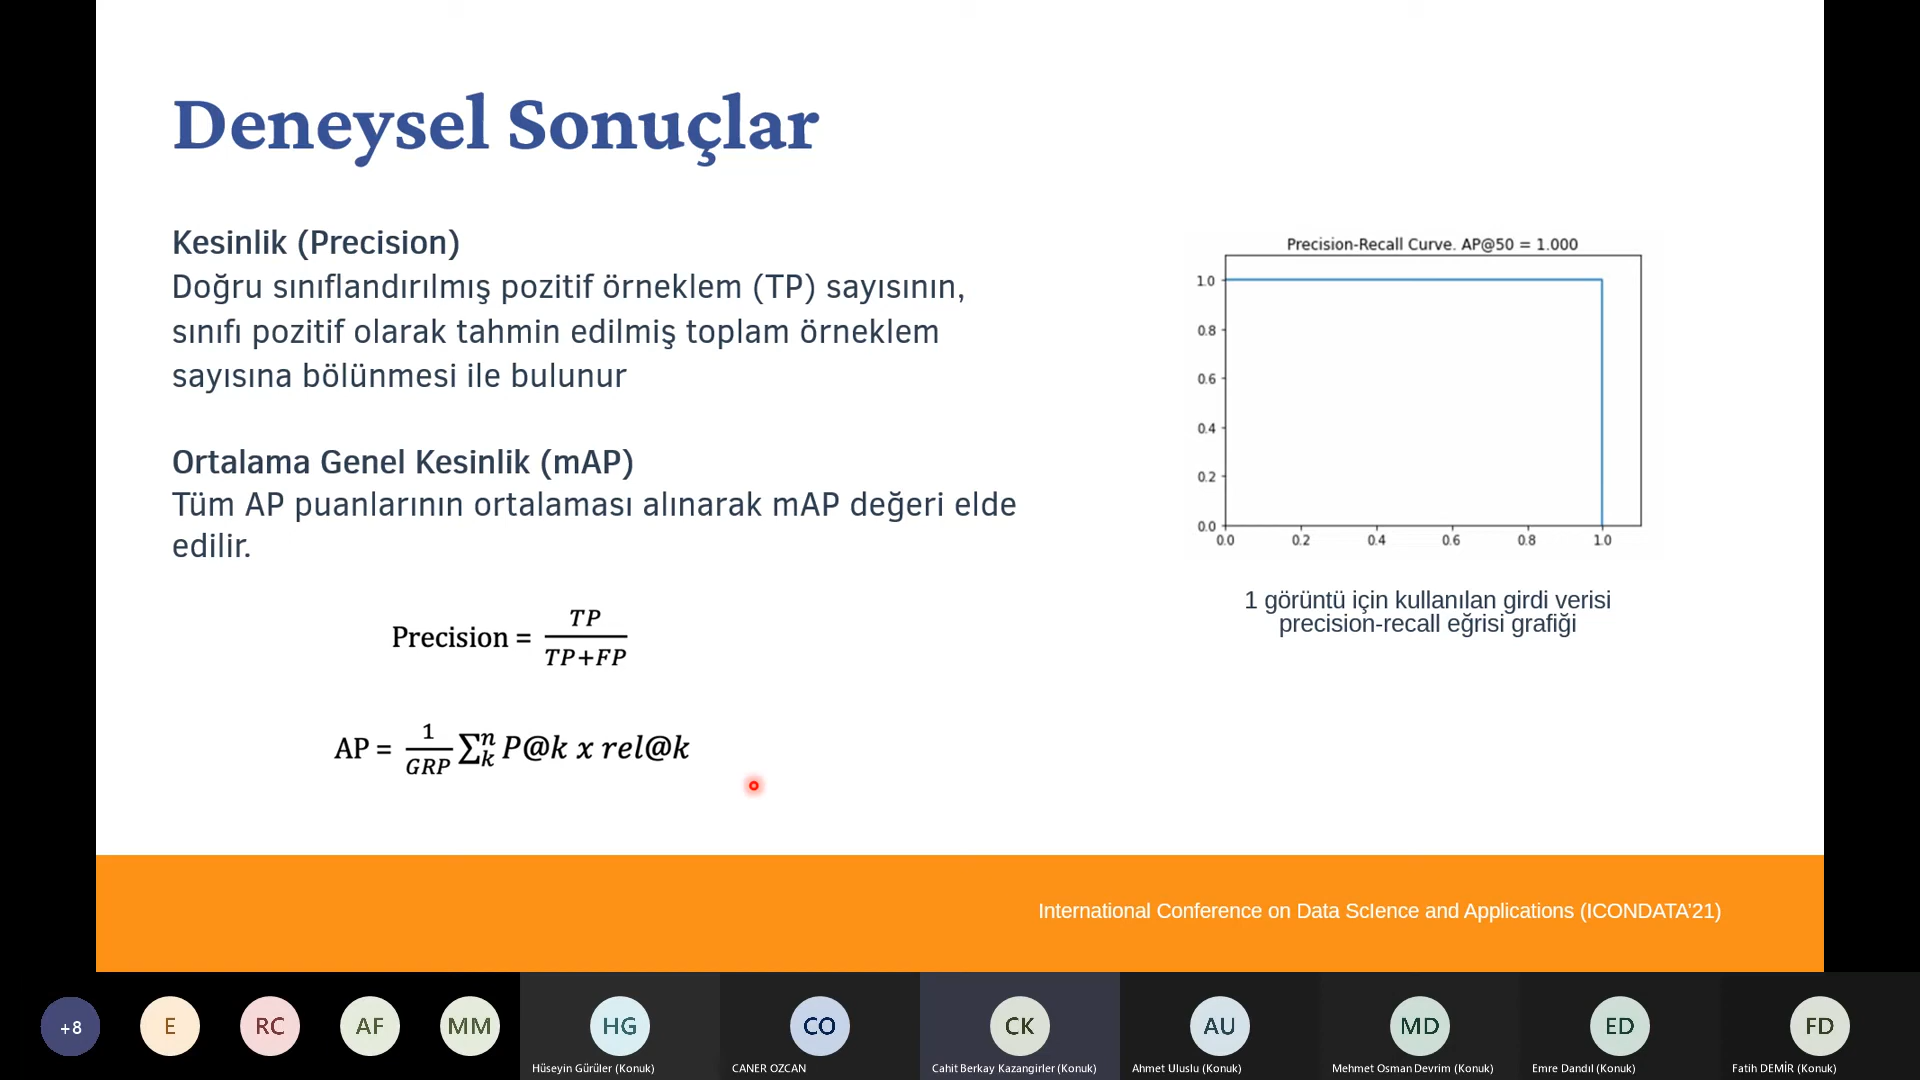 Deneysel Sonuçlar
Kesinlik (Precision)
Doğru sınıflandırılmış pozitif örneklem (TP) sayısının,
sınıfı pozitif olarak tahmin edilmiş toplam örneklem
sayısına bölünmesi ile bulunur
Ortalama Genel Kesinlik (mAP)
Tüm AP puanlarının ortalaması alınarak mAP değeri elde
edilir.
Precision = TP / TP+FP
AP = 1/GRP ∑ⁿₖ P@k x rel@k
Precision-Recall Curve. AP@50 = 1.000
1.0
0.8
0.6
0.4
0.2
0.0
0.0 0.2 0.4 0.6 0.8 1.0
1 görüntü için kullanılan girdi verisi
precision-recall eğrisi grafiği
International Conference on Data ScIence and Applications (ICONDATA'21)
+8 E RC AF MM HG CO CK AU MD ED FD
Hüseyin Gürüler (Konuk) CANER OZCAN Cahit Berkay Kazangirler (Konuk) Ahmet Uluslu (Konuk) Mehmet Osman Devrim (Konuk) Emre Dandıl (Konuk) Fatih DEMİR (Konuk)